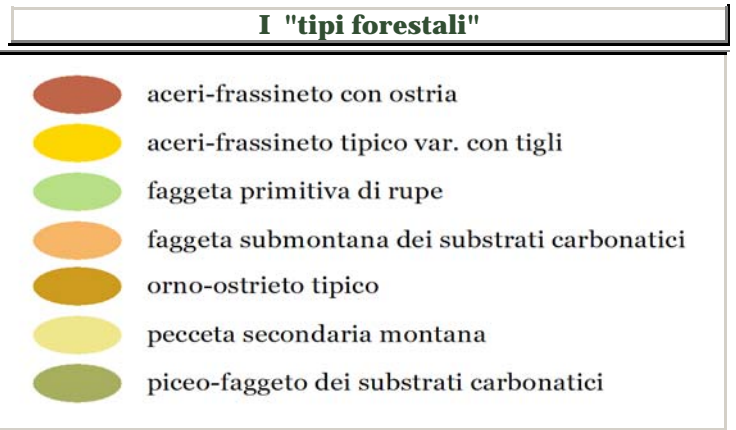 I "tipi forestali"
aceri-frassineto con ostria
aceri-frassineto tipico var. con tigli
faggeta primitiva di rupe
faggeta submontana dei substrati carbonatici
orno-ostrieto tipico
pecceta secondaria montana
piceo-faggeto dei substrati carbonatici